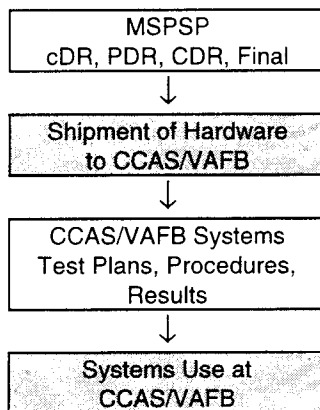 MSPSP
cDR, PDR, CDR, Final
Shipment of Hardware
to CCAS/VAFB
CCAS/VAFB Systems
Test Plans, Procedures,
Results
Systems Use at
CCAS/VAFB